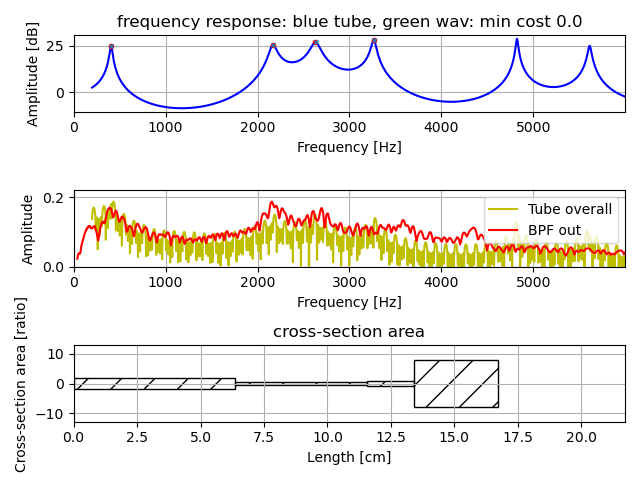 frequency response: blue tube, green wav: min cost 0.0
Amplitude [dB]
25
0
0 1000 2000 3000 4000 5000
Frequency [Hz]
Amplitude
0.2
0.0
Tube overall
BPF out
0 1000 2000 3000 4000 5000
Frequency [Hz]
cross-section area
Cross-section area [ratio]
10
0
−10
0.0 2.5 5.0 7.5 10.0 12.5 15.0 17.5 20.0
Length [cm]